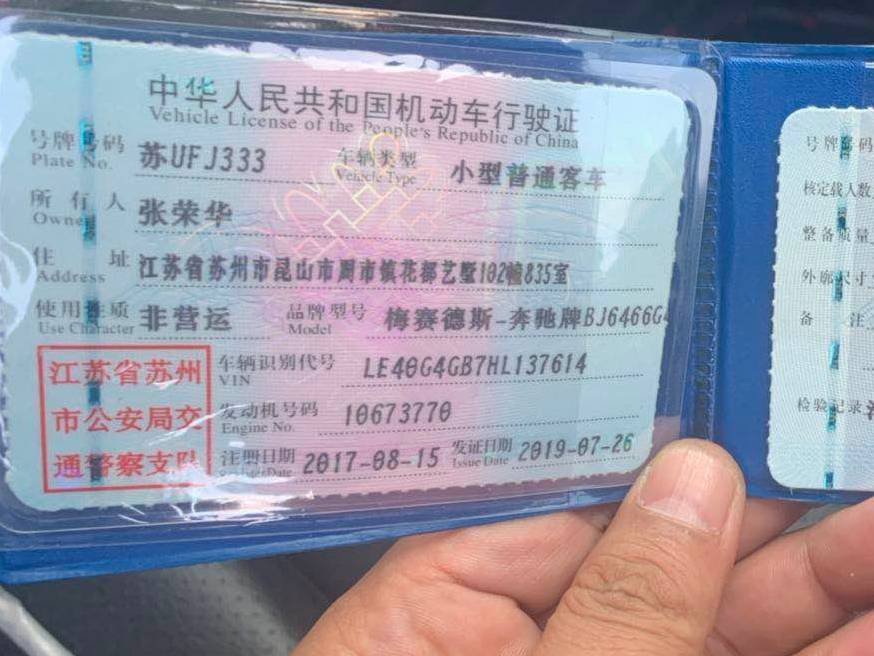 中华人民共和国机动车行驶证
Vehicle License of the People's Republic of China
号牌号码 苏UFJ333 车辆类型 小型普通客车
Plate No. Vehicle Type
所有人 张荣华
Owner
住址 江苏省苏州市昆山市周市镇花都艺墅102幢835室
Address
使用性质 非营运 品牌型号 梅赛德斯-奔驰牌BJ6466G4
Use Character Model
江苏省苏州
市公安局交
通警察支队
车辆识别代号 LE40G4GB7HL137614
VIN
发动机号码 10673770
Engine No.
注册日期 2017-08-15 发证日期 2019-07-26
Issue Date
号牌号码
核定载人数
整备质量
外廓尺寸
备注
检验记录